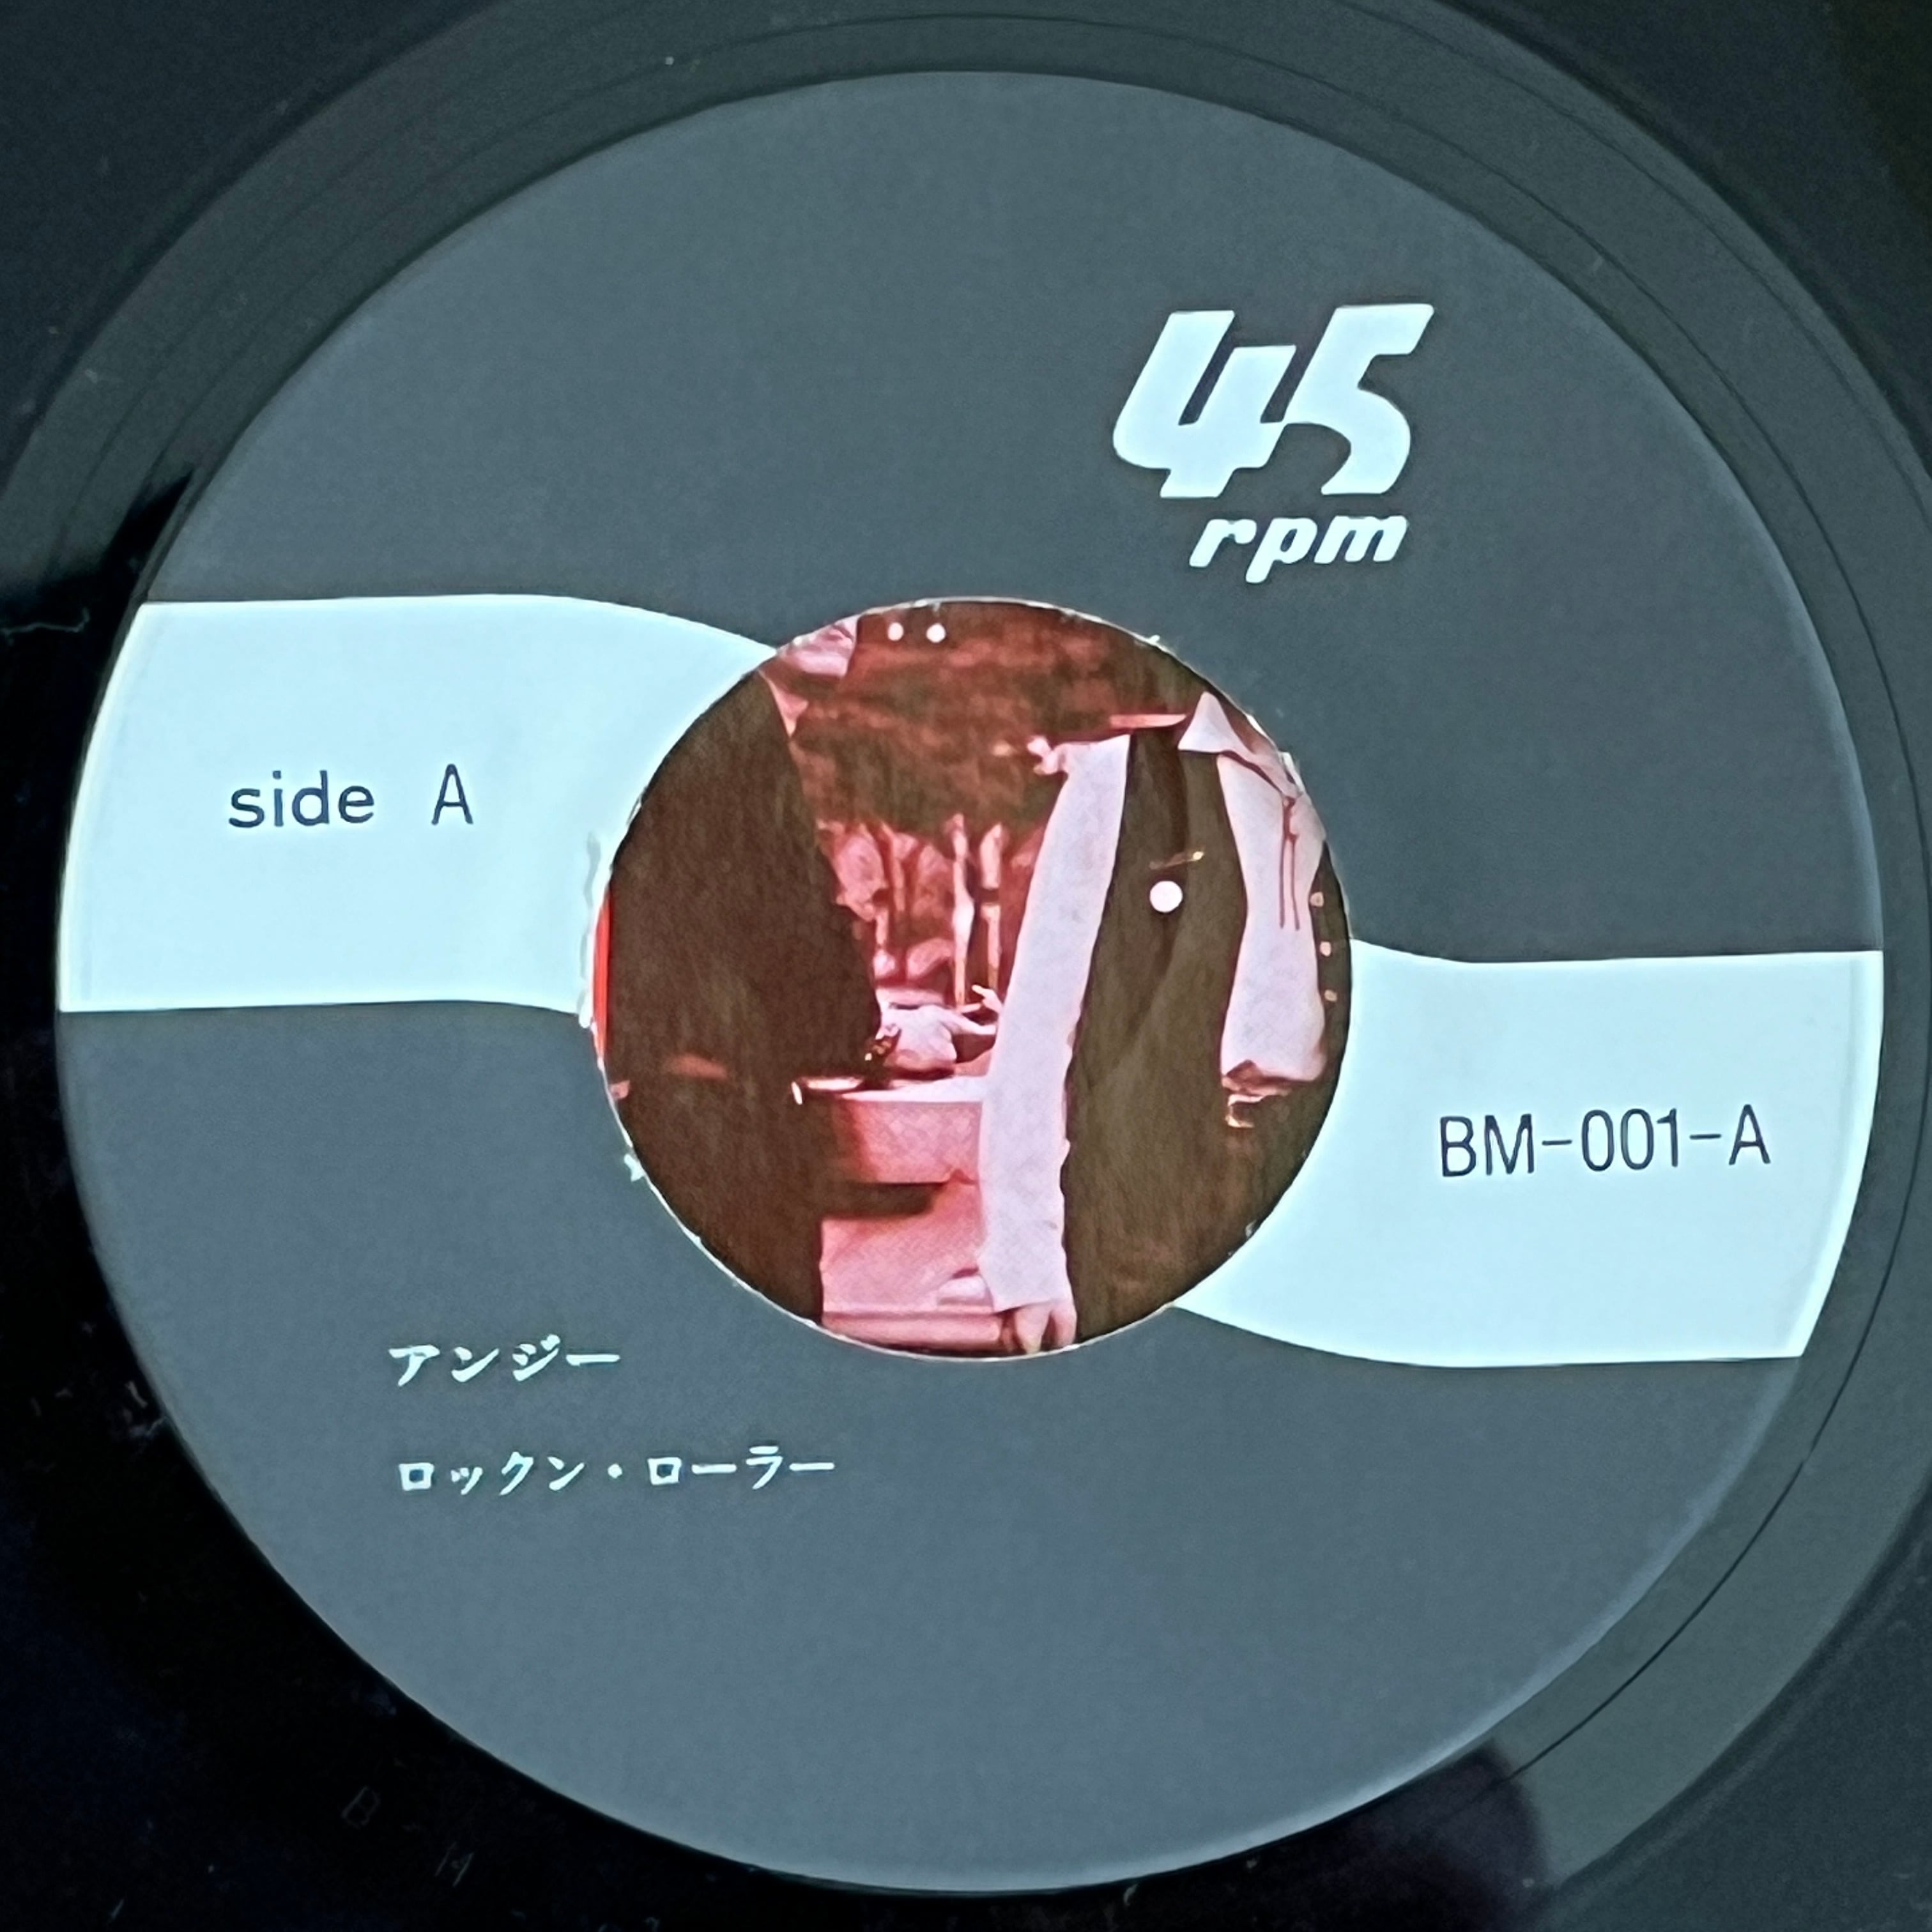 45
rpm
side A
BM-001-A
アンジー
ロックン・ローラー